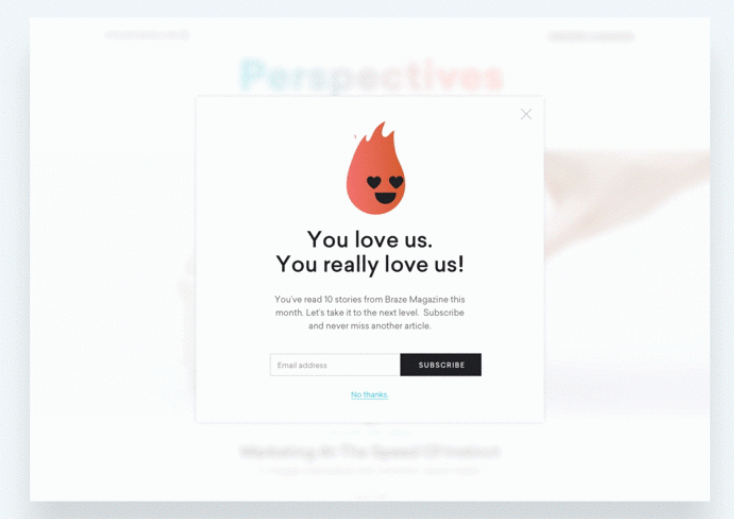 Perspectives
You love us.
You really love us!
You've read 10 stories from Braze Magazine this
month. Let's take it to the next level. Subscribe
and never miss another article.
Email address
SUBSCRIBE
No thanks.
Marketing At The Speed Of Instinct